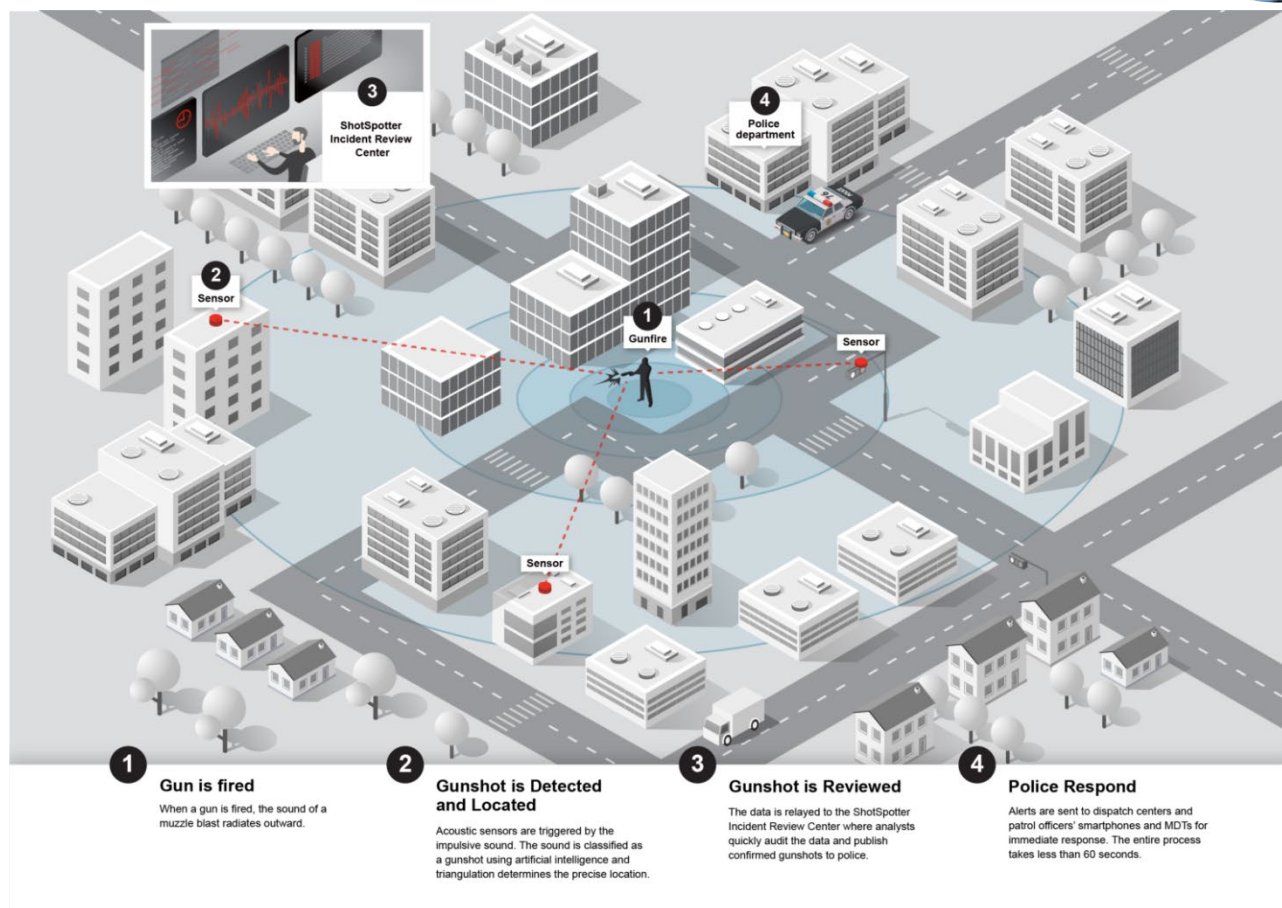 3
ShotSpotter
Incident Review
Center
4
Police
department
2
Sensor
1
Gunfire
Sensor
Sensor
1
Gun is fired
When a gun is fired, the sound of a
muzzle blast radiates outward.
2
Gunshot is Detected
and Located
Acoustic sensors are triggered by the
impulsive sound. The sound is classified as
a gunshot using artificial intelligence and
triangulation determines the precise location.
3
Gunshot is Reviewed
The data is relayed to the ShotSpotter
Incident Review Center where analysts
quickly audit the data and publish
confirmed gunshots to police.
4
Police Respond
Alerts are sent to dispatch centers and
patrol officers' smartphones and MDTs for
immediate response. The entire process
takes less than 60 seconds.